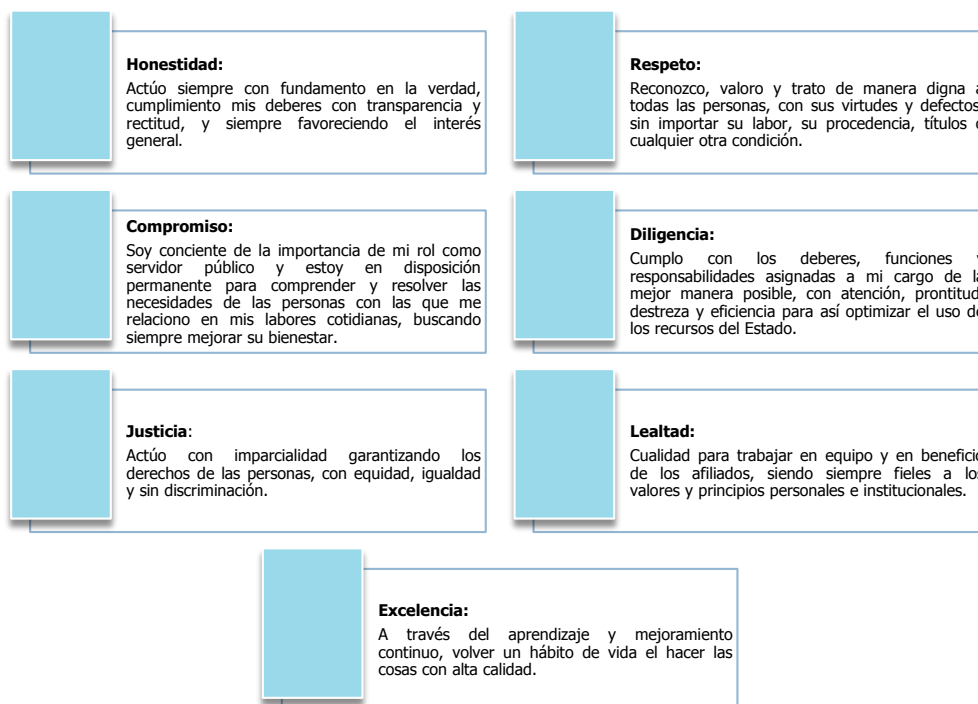 Honestidad:
Actúo siempre con fundamento en la verdad,
cumplimiento mis deberes con transparencia y
rectitud, y siempre favoreciendo el interés
general.
Respeto:
Reconozco, valoro y trato de manera digna a
todas las personas, con sus virtudes y defectos,
sin importar su labor, su procedencia, títulos o
cualquier otra condición.
Compromiso:
Soy conciente de la importancia de mi rol como
servidor público y estoy en disposición
permanente para comprender y resolver las
necesidades de las personas con las que me
relaciono en mis labores cotidianas, buscando
siempre mejorar su bienestar.
Diligencia:
Cumplo con los deberes, funciones y
responsabilidades asignadas a mi cargo de la
mejor manera posible, con atención, prontitud,
destreza y eficiencia para así optimizar el uso de
los recursos del Estado.
Justicia:
Actúo con imparcialidad garantizando los
derechos de las personas, con equidad, igualdad
y sin discriminación.
Lealtad:
Cualidad para trabajar en equipo y en beneficio
de los afiliados, siendo siempre fieles a los
valores y principios personales e institucionales.
Excelencia:
A través del aprendizaje y mejoramiento
continuo, volver un hábito de vida el hacer las
cosas con alta calidad.